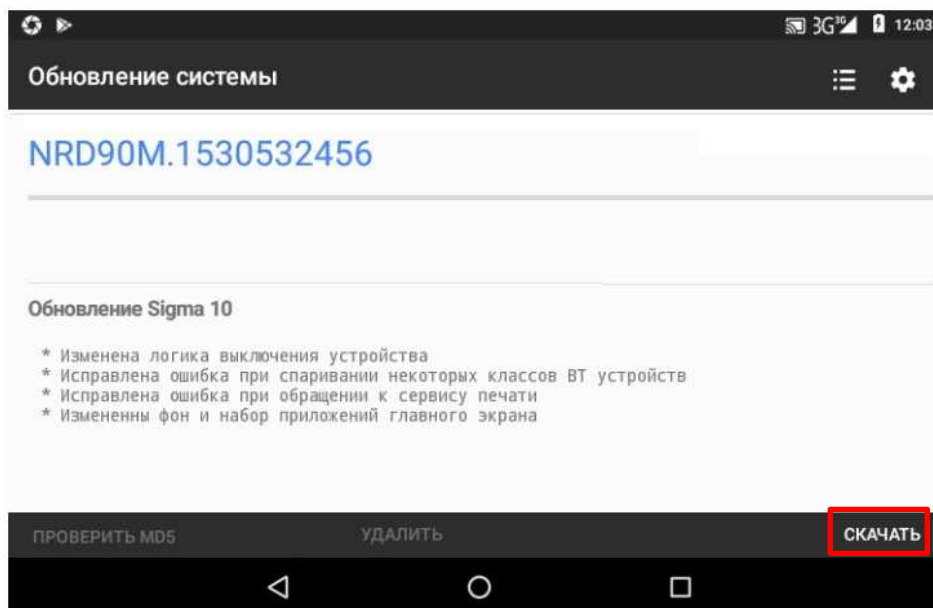 3G 3G 12:03
Обновление системы
NRD90M.1530532456
Обновление Sigma 10
* Изменена логика выключения устройства
* Исправлена ошибка при спаривании некоторых классов BT устройств
* Исправлена ошибка при обращении к сервису печати
* Измененны фон и набор приложений главного экрана
ПРОВЕРИТЬ MD5 УДАЛИТЬ СКАЧАТЬ